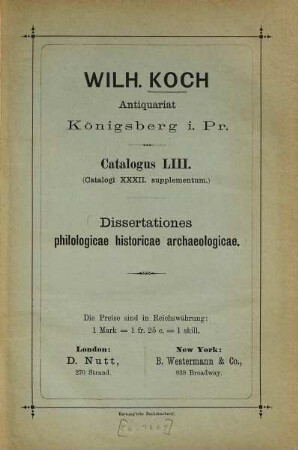 WILH. KOCH
Antiquariat
Königsberg i. Pr.
Catalogus LIII.
(Catalogi XXXII. supplementum.)
Dissertationes
philologicae historicae archaeologicae.
Die Preise sind in Reichswährung:
1 Mark = 1 fr. 25 c. = 1 shill.
London:
D. Nutt,
270 Strand.
New York:
B. Westermann & Co.,
838 Broadway.